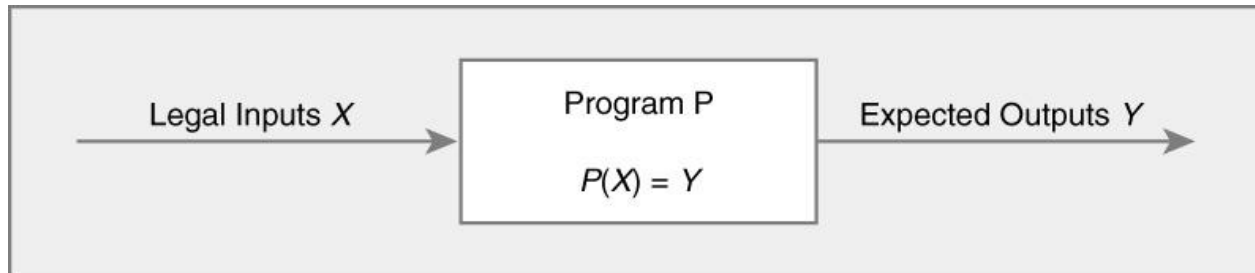 Legal Inputs X
Program P
P(X) = Y
Expected Outputs Y